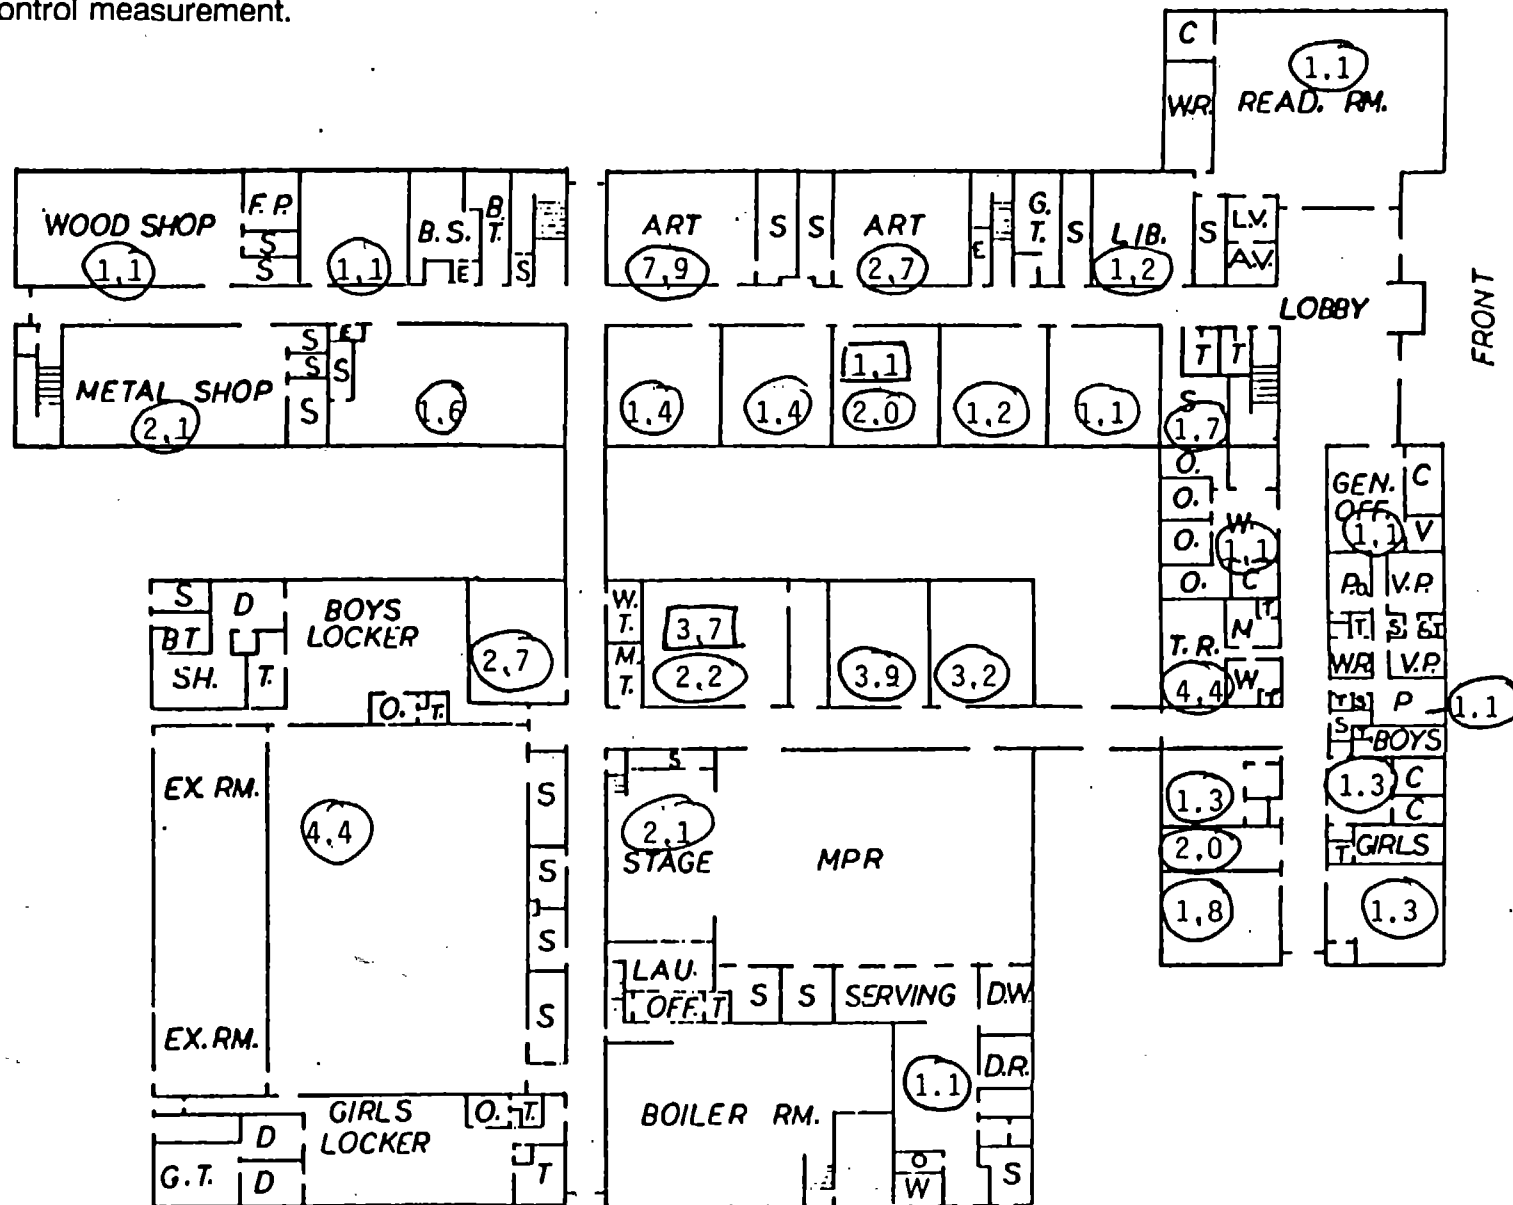 ontrol measurement.
C
1,1
W.R. READ. RM.
WOOD SHOP
F.P.
S
S
1,1
1,1
B.S.
E
B.
T.
S
ART
7,9
S
S
ART
2,7
E
G.
T.
S
LIB.
1,2
S
L.V.
A.V.
LOBBY
FRONT
METAL SHOP
2,1
S
S
S
E
S
1,6
1,4
1,4
1,1
2,0
1,2
1,1
T
T
S
1,7
O.
O.
O.
O.
W.
1,1
C
GEN.
OFF.
1,1
C
V
P.O.
V.P.
T.
S.
ST
W.R.
V.P.
T
S
P
1,1
S
T
BOYS
1.3
C
C
T
GIRLS
1.3
S
D
BT
SH.
T.
BOYS
LOCKER
O.
T.
2,7
W.
T.
M.
T.
3,7
2,2
3,9
3,2
T.R.
4,4
M
T
W
T
1.3
2,0
1,8
EX. RM.
4,4
EX. RM.
S
S
S
S
S
2,1
STAGE
MPR
LAU.
OFF.
T
S
S
SERVING
D.W.
D.R.
1.1
BOILER RM.
O
W
S
GIRLS
LOCKER
O.
T.
D
G.T.
D
T